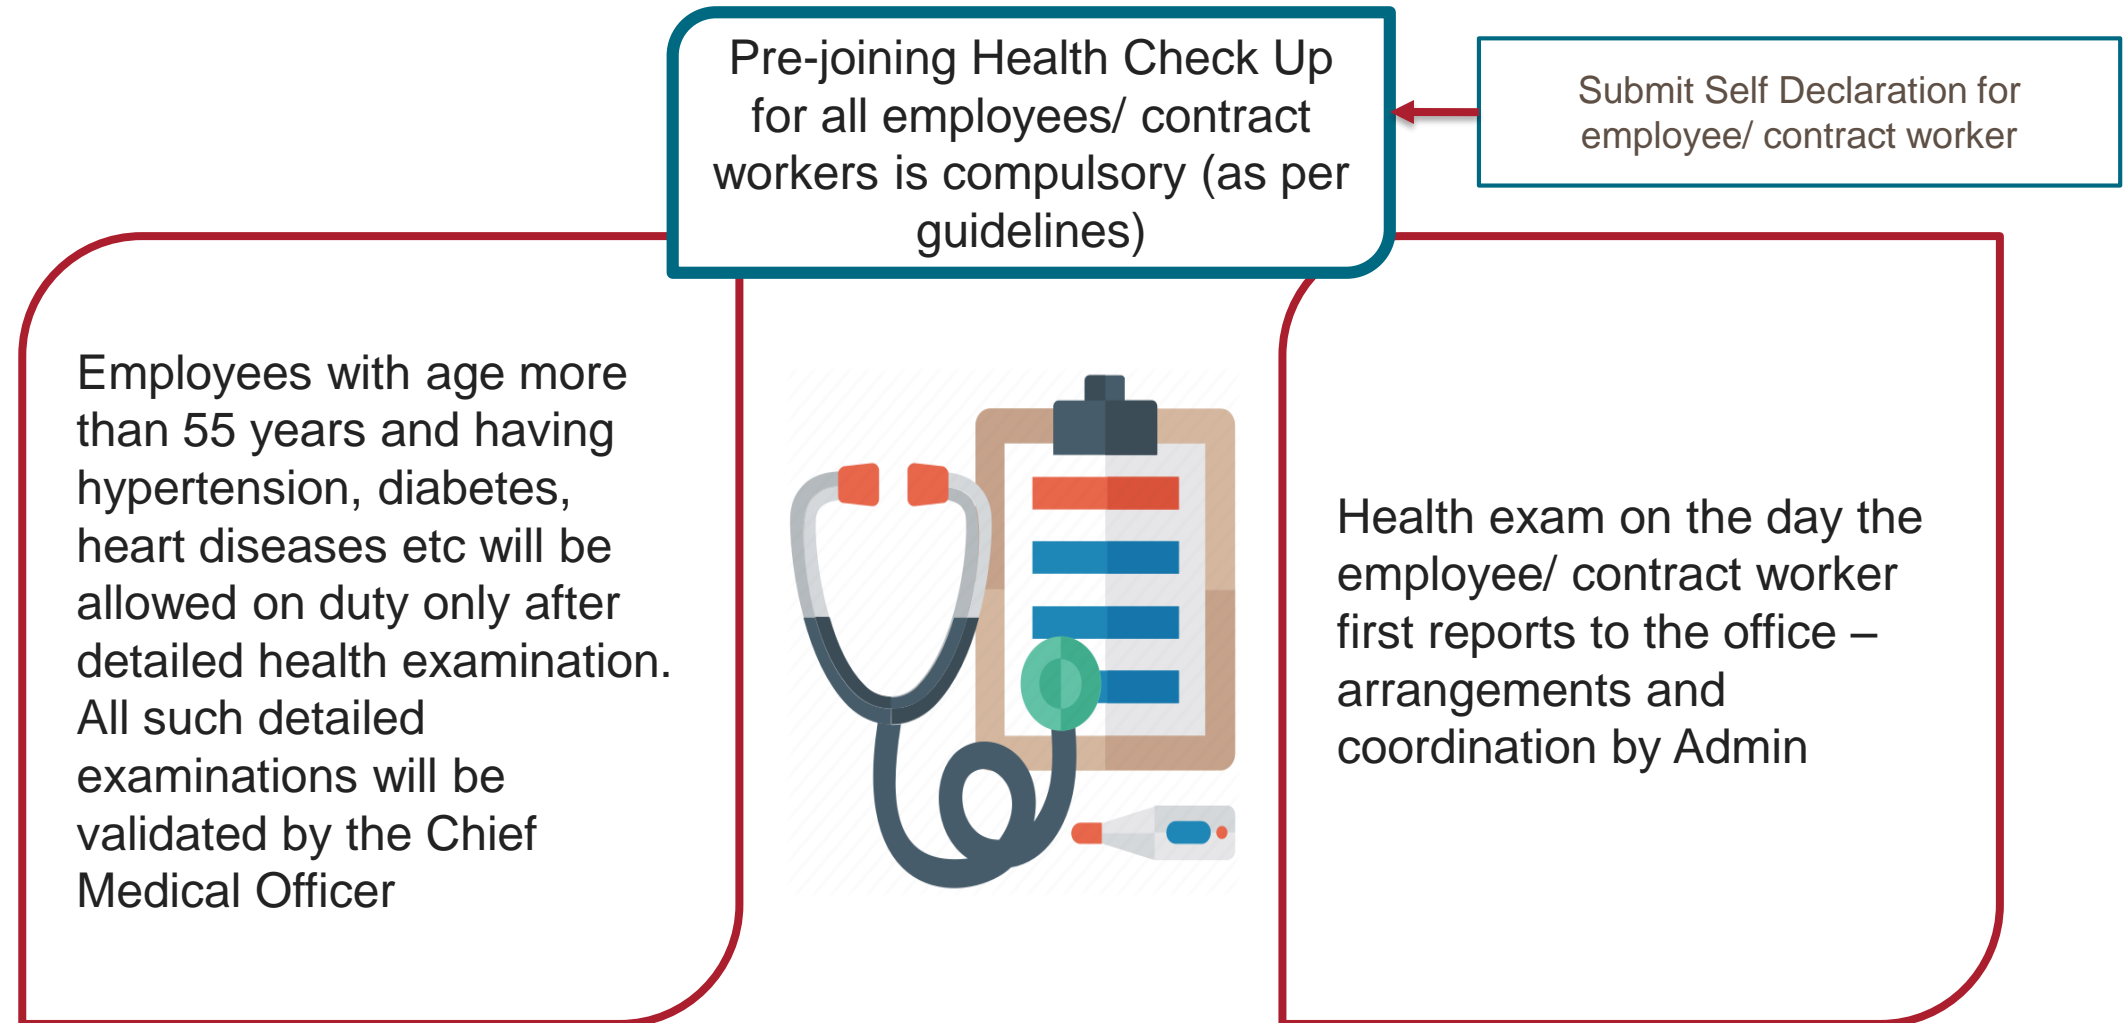 Pre-joining Health Check Up
for all employees/ contract
workers is compulsory (as per
guidelines)
Submit Self Declaration for
employee/ contract worker
Employees with age more
than 55 years and having
hypertension, diabetes,
heart diseases etc will be
allowed on duty only after
detailed health examination.
All such detailed
examinations will be
validated by the Chief
Medical Officer
Health exam on the day the
employee/ contract worker
first reports to the office –
arrangements and
coordination by Admin